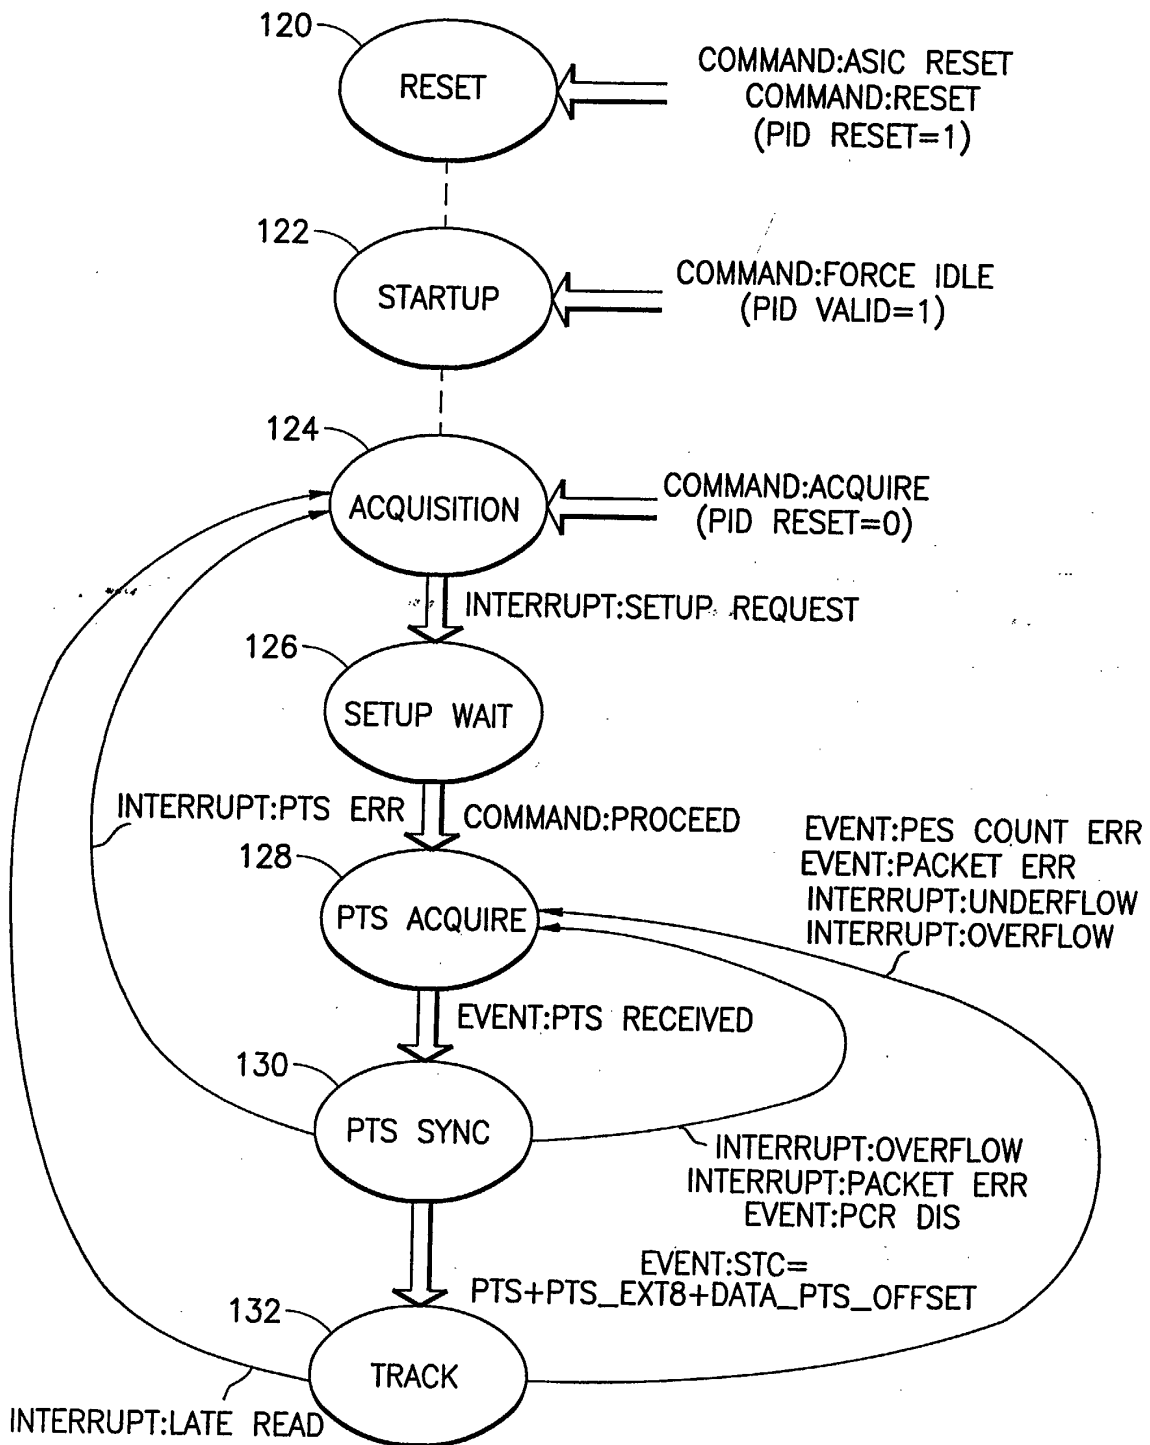 120
RESET
COMMAND:ASIC RESET
COMMAND:RESET
(PID RESET=1)
122
STARTUP
COMMAND:FORCE IDLE
(PID VALID=1)
124
ACQUISITION
COMMAND:ACQUIRE
(PID RESET=0)
INTERRUPT:SETUP REQUEST
126
SETUP WAIT
INTERRUPT:PTS ERR
COMMAND:PROCEED
EVENT:PES COUNT ERR
EVENT:PACKET ERR
INTERRUPT:UNDERFLOW
INTERRUPT:OVERFLOW
128
PTS ACQUIRE
EVENT:PTS RECEIVED
130
PTS SYNC
INTERRUPT:OVERFLOW
INTERRUPT:PACKET ERR
EVENT:PCR DIS
EVENT:STC=
PTS+PTS_EXT8+DATA_PTS_OFFSET
132
TRACK
INTERRUPT:LATE READ